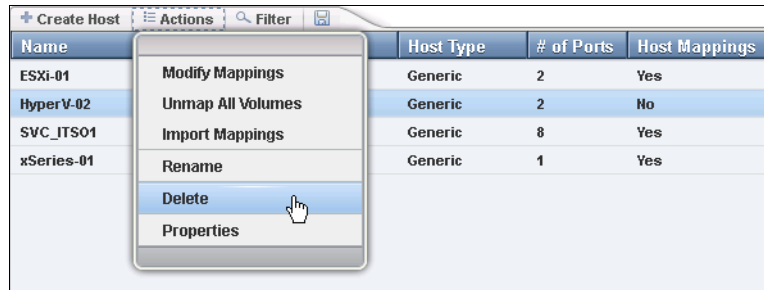 Create Host Actions Filter
Name Host Type # of Ports Host Mappings
ESXi-01 Generic 2 Yes
HyperV-02 Generic 2 No
SVC_ITSO1 Generic 8 Yes
xSeries-01 Generic 1 Yes
Modify Mappings
Unmap All Volumes
Import Mappings
Rename
Delete
Properties